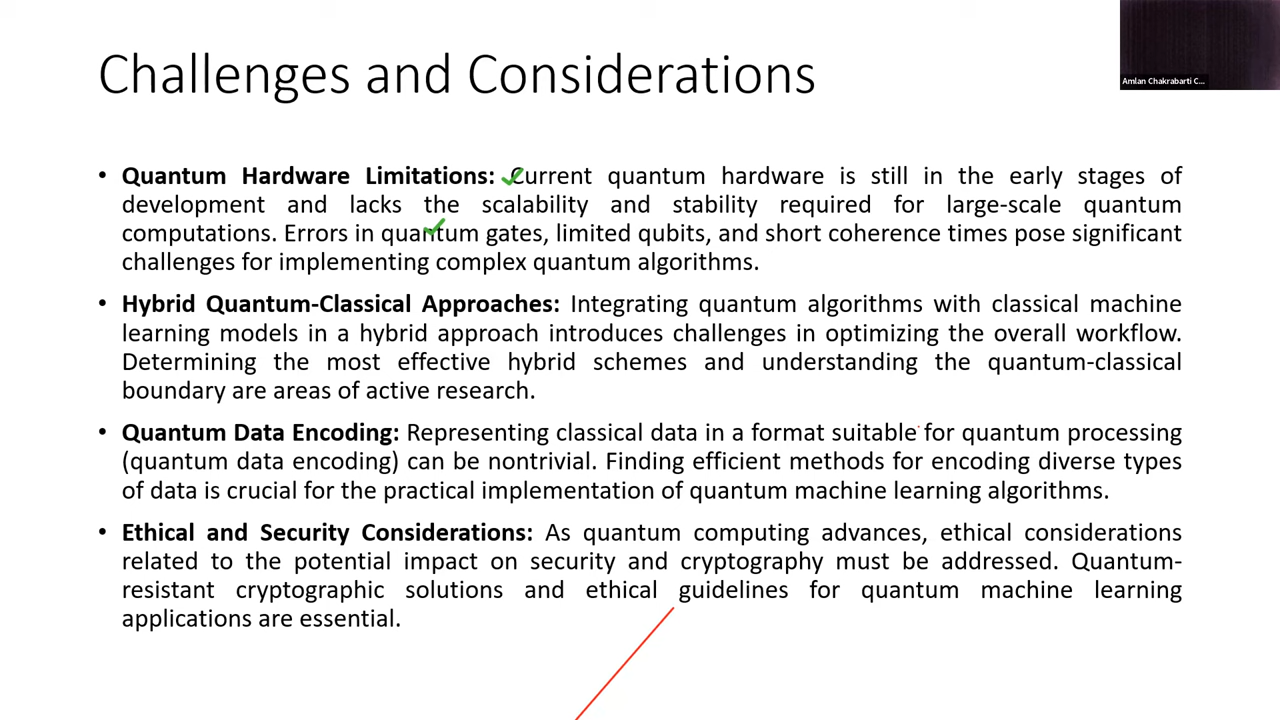 Challenges and Considerations
Amlan Chakrabarti C...
• Quantum Hardware Limitations: Current quantum hardware is still in the early stages of
development and lacks the scalability and stability required for large-scale quantum
computations. Errors in quantum gates, limited qubits, and short coherence times pose significant
challenges for implementing complex quantum algorithms.
• Hybrid Quantum-Classical Approaches: Integrating quantum algorithms with classical machine
learning models in a hybrid approach introduces challenges in optimizing the overall workflow.
Determining the most effective hybrid schemes and understanding the quantum-classical
boundary are areas of active research.
• Quantum Data Encoding: Representing classical data in a format suitable for quantum processing
(quantum data encoding) can be nontrivial. Finding efficient methods for encoding diverse types
of data is crucial for the practical implementation of quantum machine learning algorithms.
• Ethical and Security Considerations: As quantum computing advances, ethical considerations
related to the potential impact on security and cryptography must be addressed. Quantum-
resistant cryptographic solutions and ethical guidelines for quantum machine learning
applications are essential.